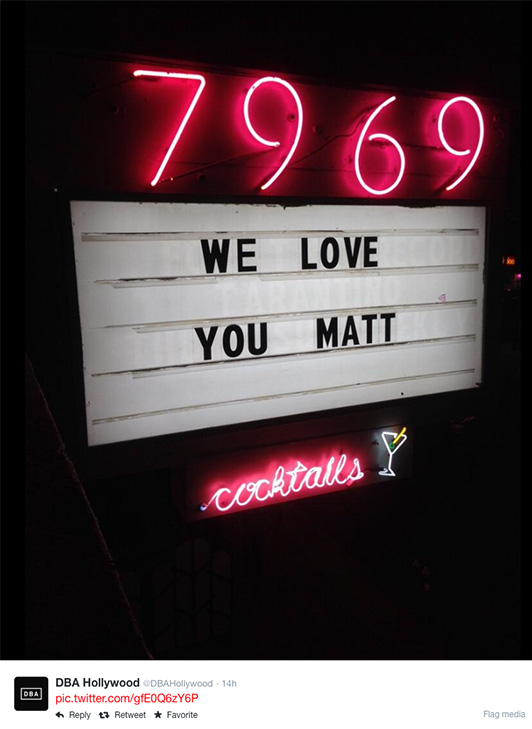 7969
WE LOVE
YOU MATT
cocktails
DBA
DBA Hollywood @DBAHollywood · 14h
pic.twitter.com/gfE0Q6zY6P
Reply Retweet Favorite
Flag media